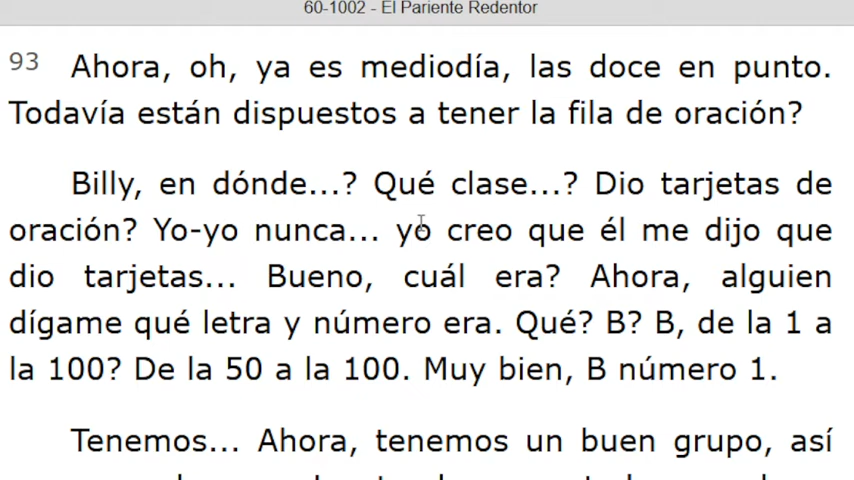 60-1002 - El Pariente Redentor
93 Ahora, oh, ya es mediodía, las doce en punto.
Todavía están dispuestos a tener la fila de oración?
Billy, en dónde...? Qué clase...? Dio tarjetas de
oración? Yo-yo nunca... yo creo que él me dijo que
dio tarjetas... Bueno, cuál era? Ahora, alguien
dígame qué letra y número era. Qué? B? B, de la 1 a
la 100? De la 50 a la 100. Muy bien, B número 1.
Tenemos... Ahora, tenemos un buen grupo, así